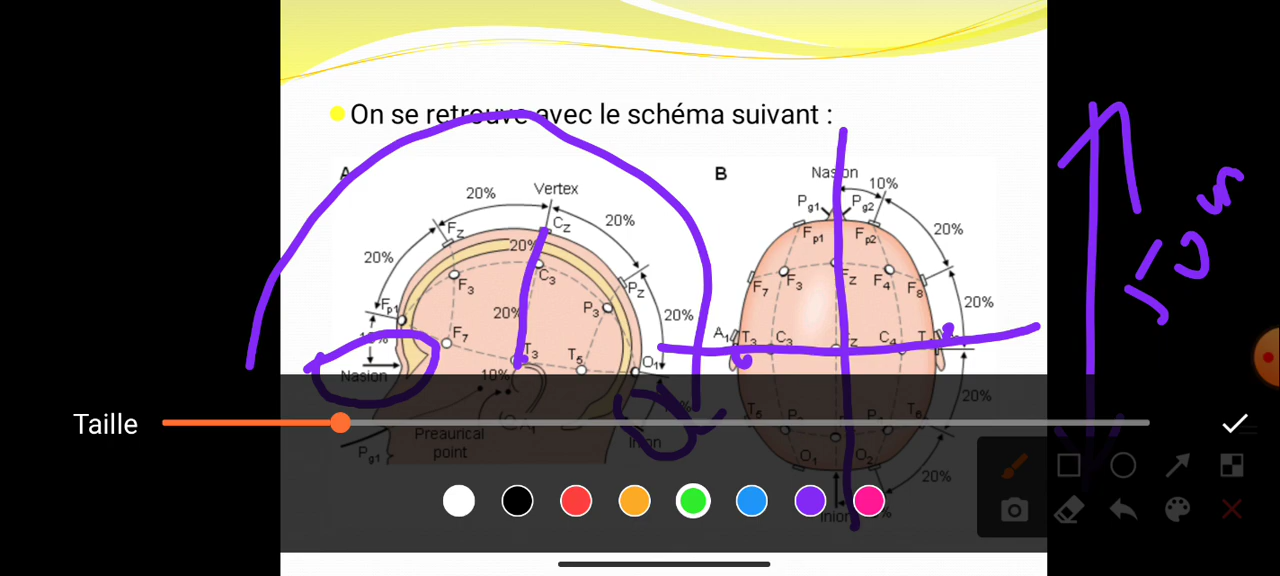 On se retrouve avec le schéma suivant :
A
B
Vertex
20%
20%
20%
20%
20%
20%
10%
10%
Fp1
Fz
Cz
Pz
F3
C3
P3
F7
T3
T5
O1
Nasion
Preaurical
point
Pg1
Inion
Nasion
10%
Pg1
Pg2
Fp1
Fp2
20%
20%
20%
20%
F7
F3
Fz
F4
F8
A1
T3
C3
C4
T5
T6
O1
O2
Inion
Taille